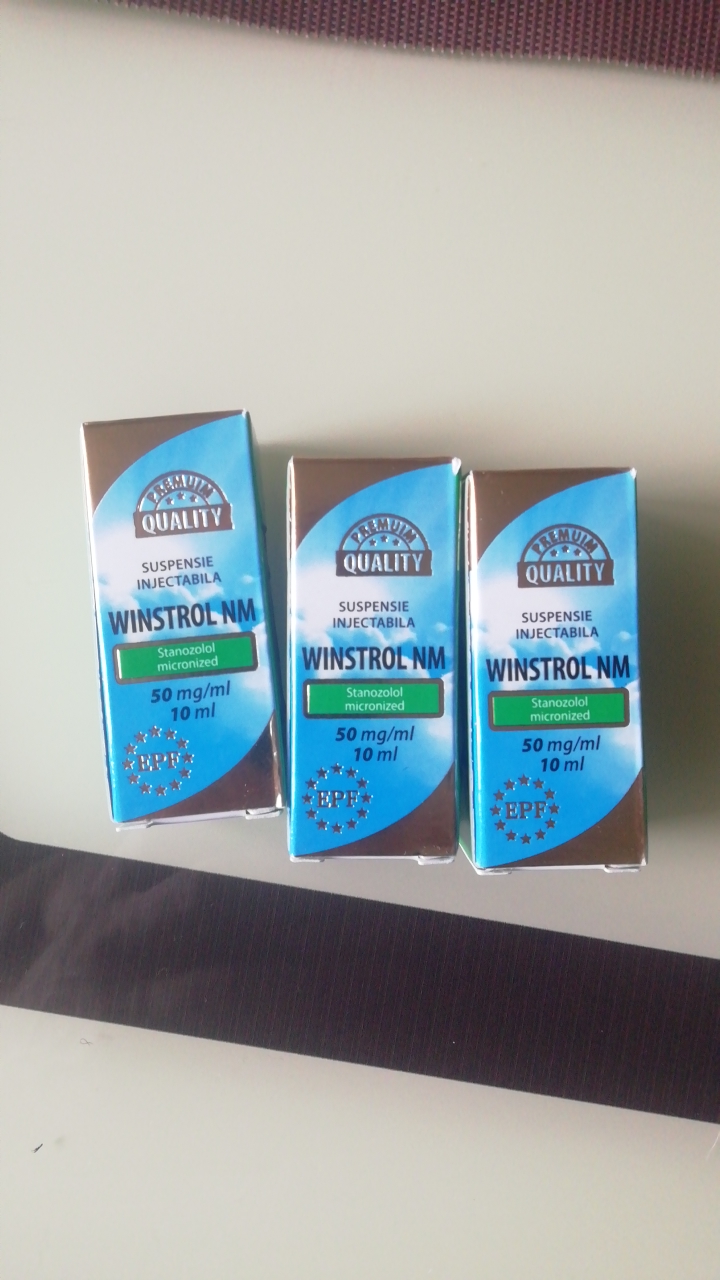 PREMUIM
QUALITY
SUSPENSIE
INJECTABILA
WINSTROL NM
Stanozolol
micronized
50 mg/ml
10 ml
EPF
PREMUIM
QUALITY
SUSPENSIE
INJECTABILA
WINSTROL NM
Stanozolol
micronized
50 mg/ml
10 ml
EPF
PREMUIM
QUALITY
SUSPENSIE
INJECTABILA
WINSTROL NM
Stanozolol
micronized
50 mg/ml
10 ml
EPF